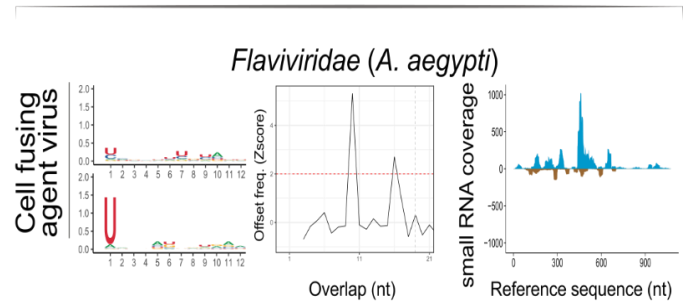 Flaviviridae (A. aegypti)
Cell fusing
agent virus
2.0
1.5
1.0
0.5
0.0
1 2 3 4 5 6 7 8 9 10 11 12
2.0
1.5
1.0
0.5
0.0
U
1 2 3 4 5 6 7 8 9 10 11 12
Offset freq. (Zscore)
4
2
0
1 11 21
Overlap (nt)
small RNA coverage
1000
500
0
-500
-1000
0 300 600 900
Reference sequence (nt)